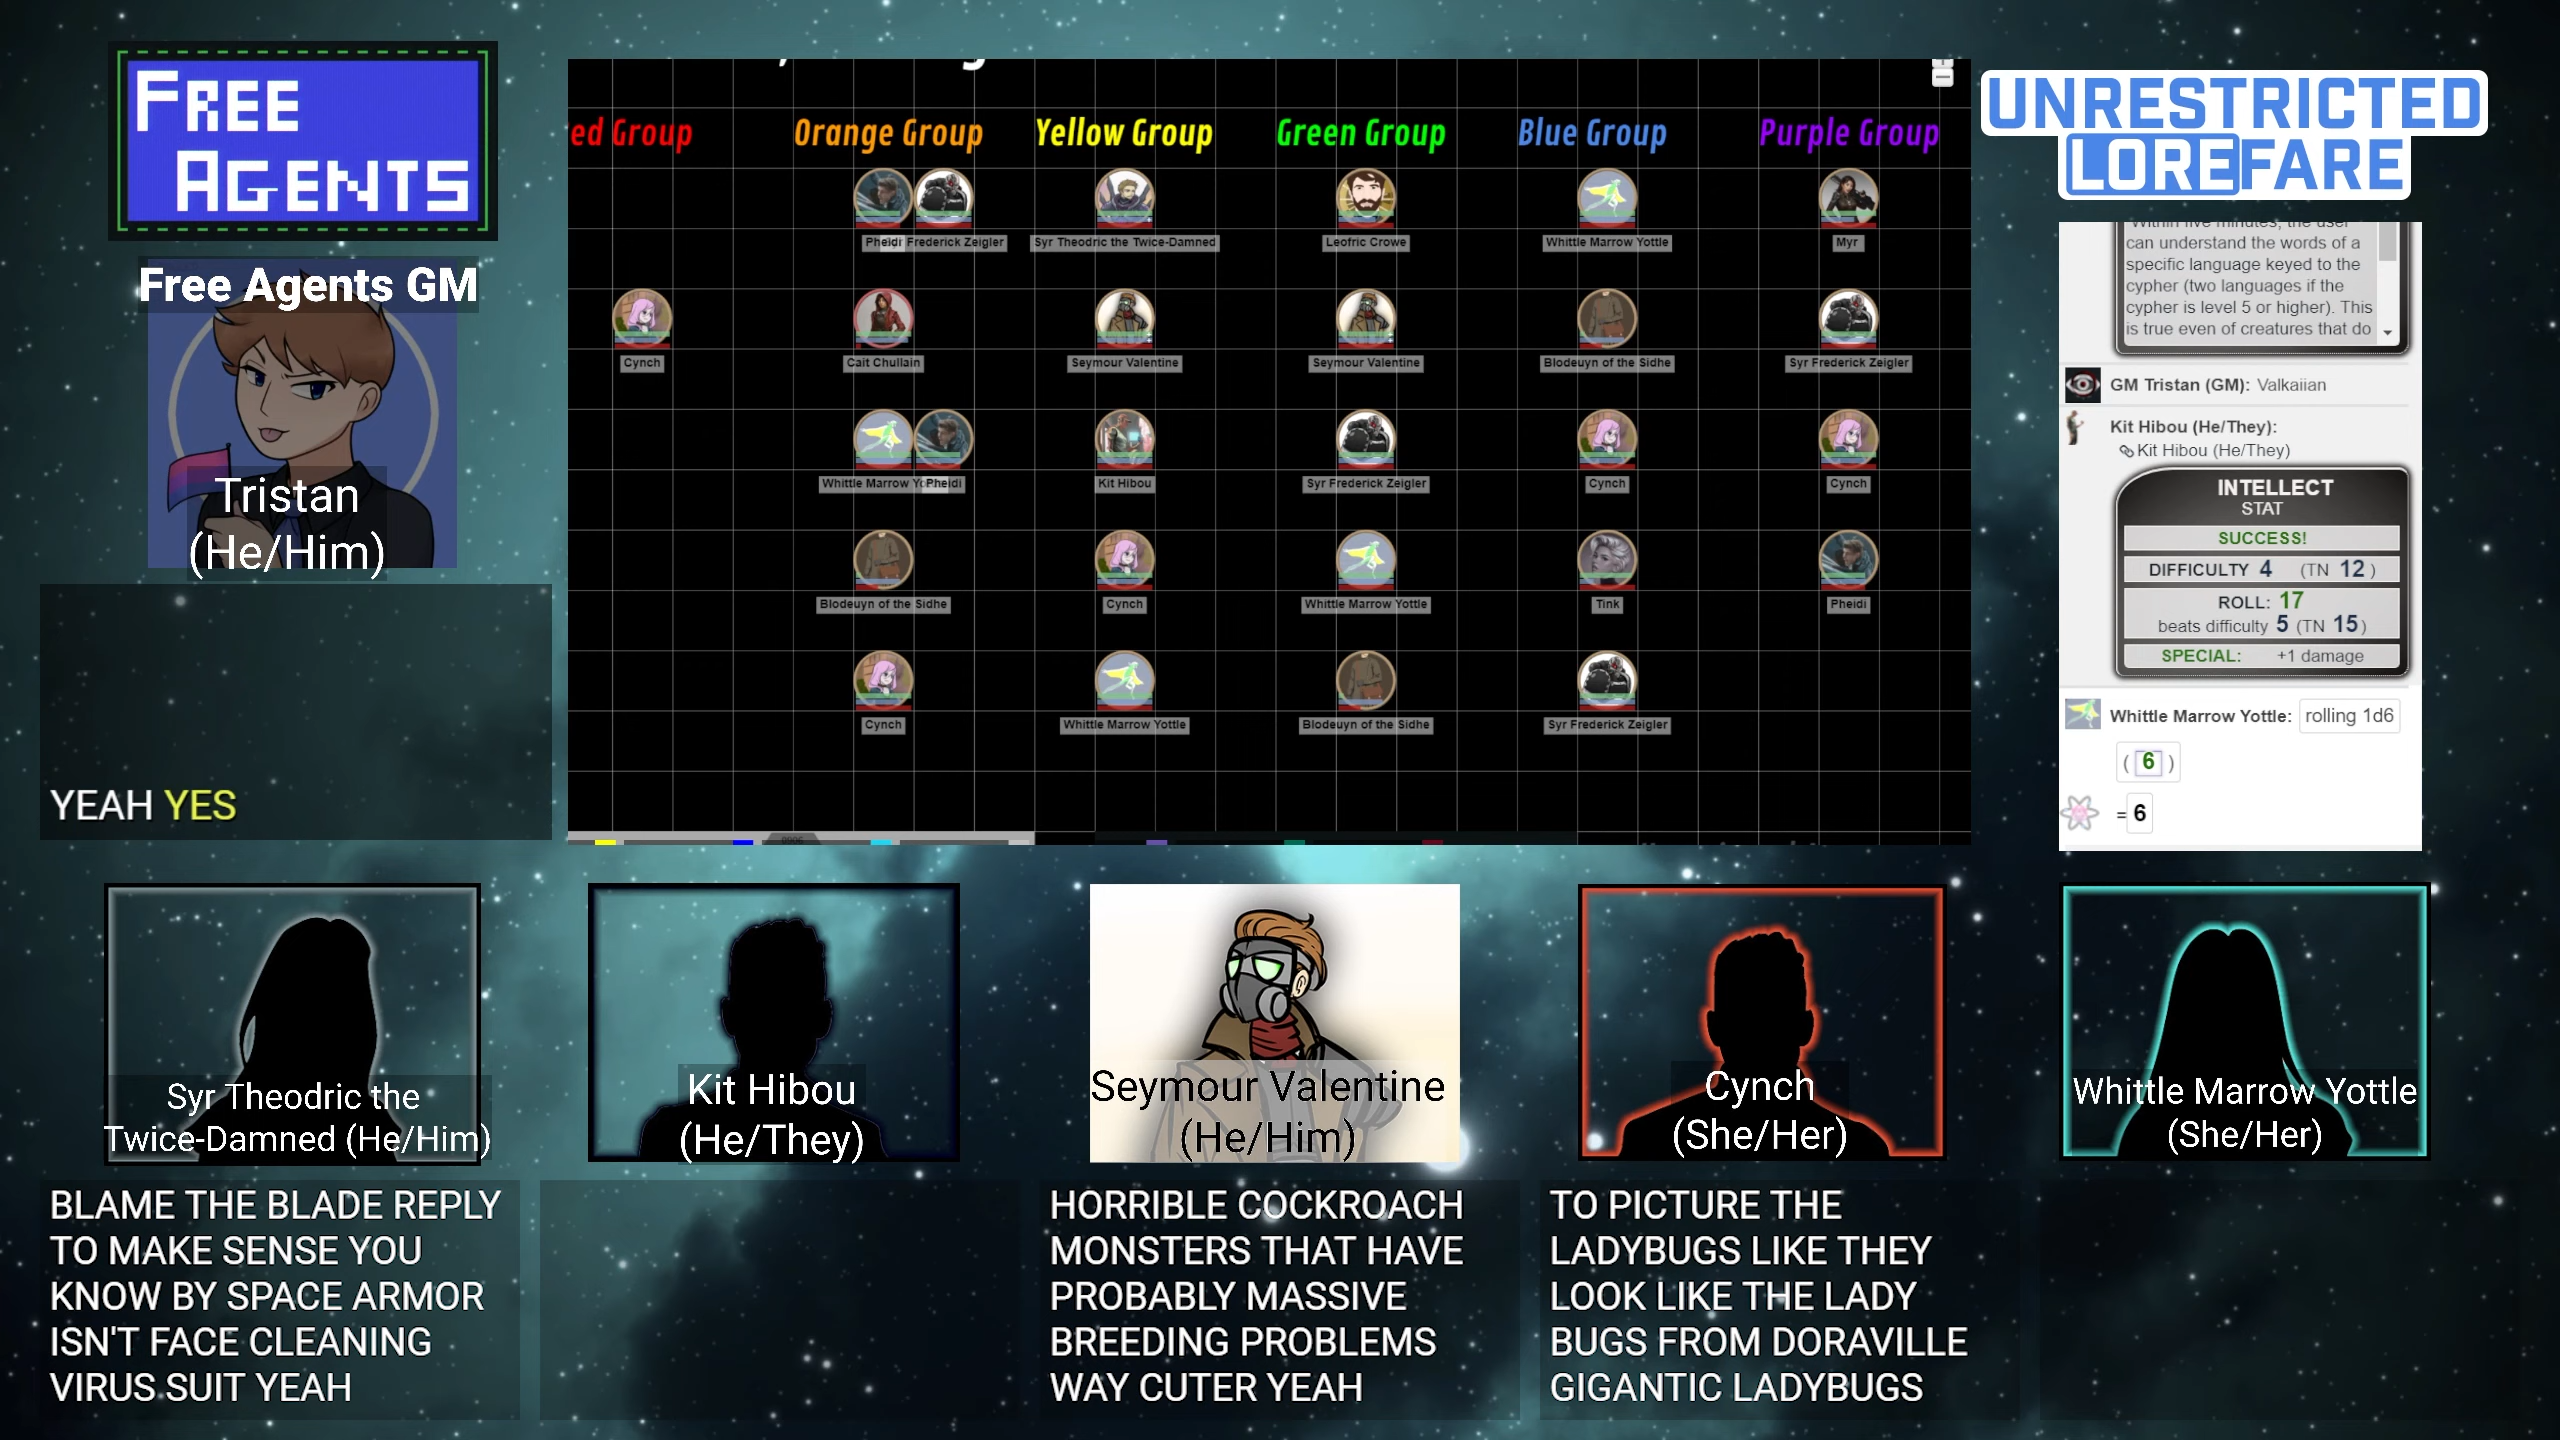 FREE
AGENTS
Free Agents GM
Tristan
(He/Him)
YEAH YES
ed Group
Orange Group
Yellow Group
Green Group
Blue Group
Purple Group
Pheidi Frederick Zeigler
Syr Theodric the Twice-Damned
Leofric Crowe
Whittle Marrow Yottle
Myr
Cynch
Cait Chullain
Seymour Valentine
Seymour Valentine
Blodeuyn of the Sidhe
Syr Frederick Zeigler
Whittle Marrow Yo Pheidi
Kit Hibou
Syr Frederick Zeigler
Cynch
Cynch
Blodeuyn of the Sidhe
Cynch
Whittle Marrow Yottle
Tink
Pheidi
Cynch
Whittle Marrow Yottle
Blodeuyn of the Sidhe
Syr Frederick Zeigler
UNRESTRICTED
LOREFARE
Within five minutes, the user
can understand the words of a
specific language keyed to the
cypher (two languages if the
cypher is level 5 or higher). This
is true even of creatures that do
GM Tristan (GM): Valkaiian
Kit Hibou (He/They):
Kit Hibou (He/They)
INTELLECT
STAT
SUCCESS!
DIFFICULTY 4 (TN 12 )
ROLL: 17
beats difficulty 5 (TN 15 )
SPECIAL: +1 damage
Whittle Marrow Yottle: rolling 1d6
( 6 )
= 6
Syr Theodric the
Twice-Damned (He/Him)
Kit Hibou
(He/They)
Seymour Valentine
(He/Him)
Cynch
(She/Her)
Whittle Marrow Yottle
(She/Her)
BLAME THE BLADE REPLY
TO MAKE SENSE YOU
KNOW BY SPACE ARMOR
ISN'T FACE CLEANING
VIRUS SUIT YEAH
HORRIBLE COCKROACH
MONSTERS THAT HAVE
PROBABLY MASSIVE
BREEDING PROBLEMS
WAY CUTER YEAH
TO PICTURE THE
LADYBUGS LIKE THEY
LOOK LIKE THE LADY
BUGS FROM DORAVILLE
GIGANTIC LADYBUGS